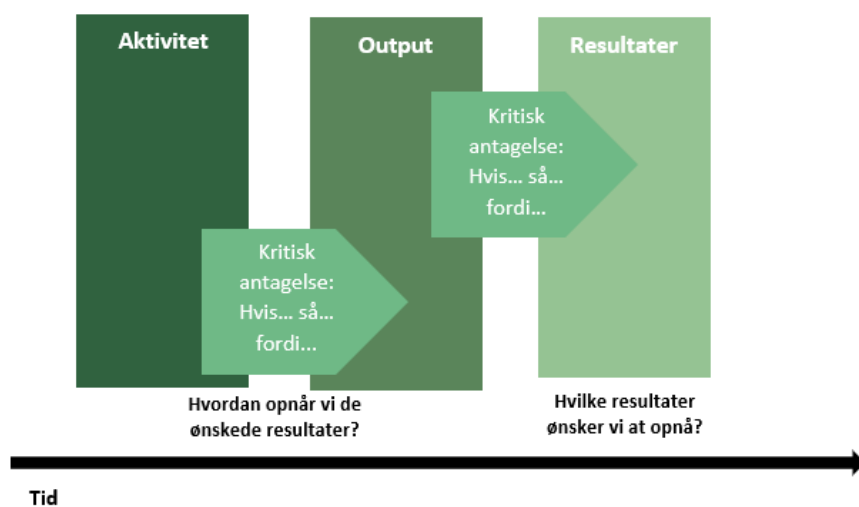 Aktivitet
Output
Resultater
Kritisk
antagelse:
Hvis... så...
fordi...
Kritisk
antagelse:
Hvis... så...
fordi...
Hvordan opnår vi de
ønskede resultater?
Hvilke resultater
ønsker vi at opnå?
Tid